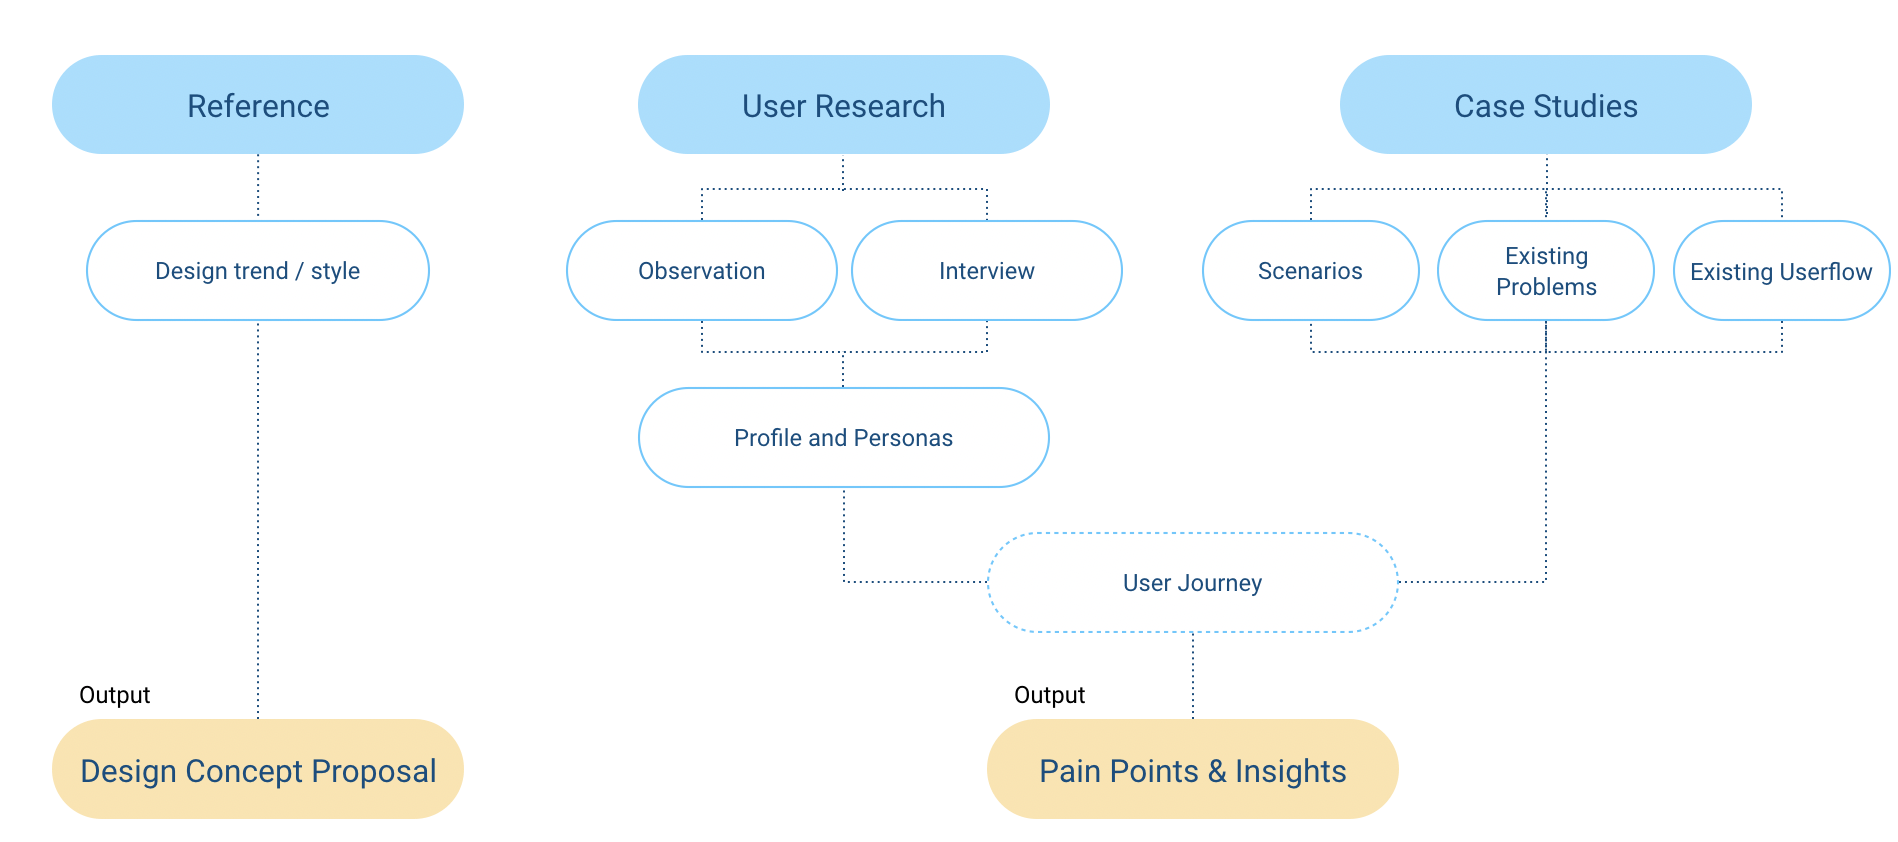 Reference
User Research
Case Studies
Design trend / style
Observation
Interview
Scenarios
Existing
Problems
Existing Userflow
Profile and Personas
User Journey
Output
Output
Design Concept Proposal
Pain Points & Insights